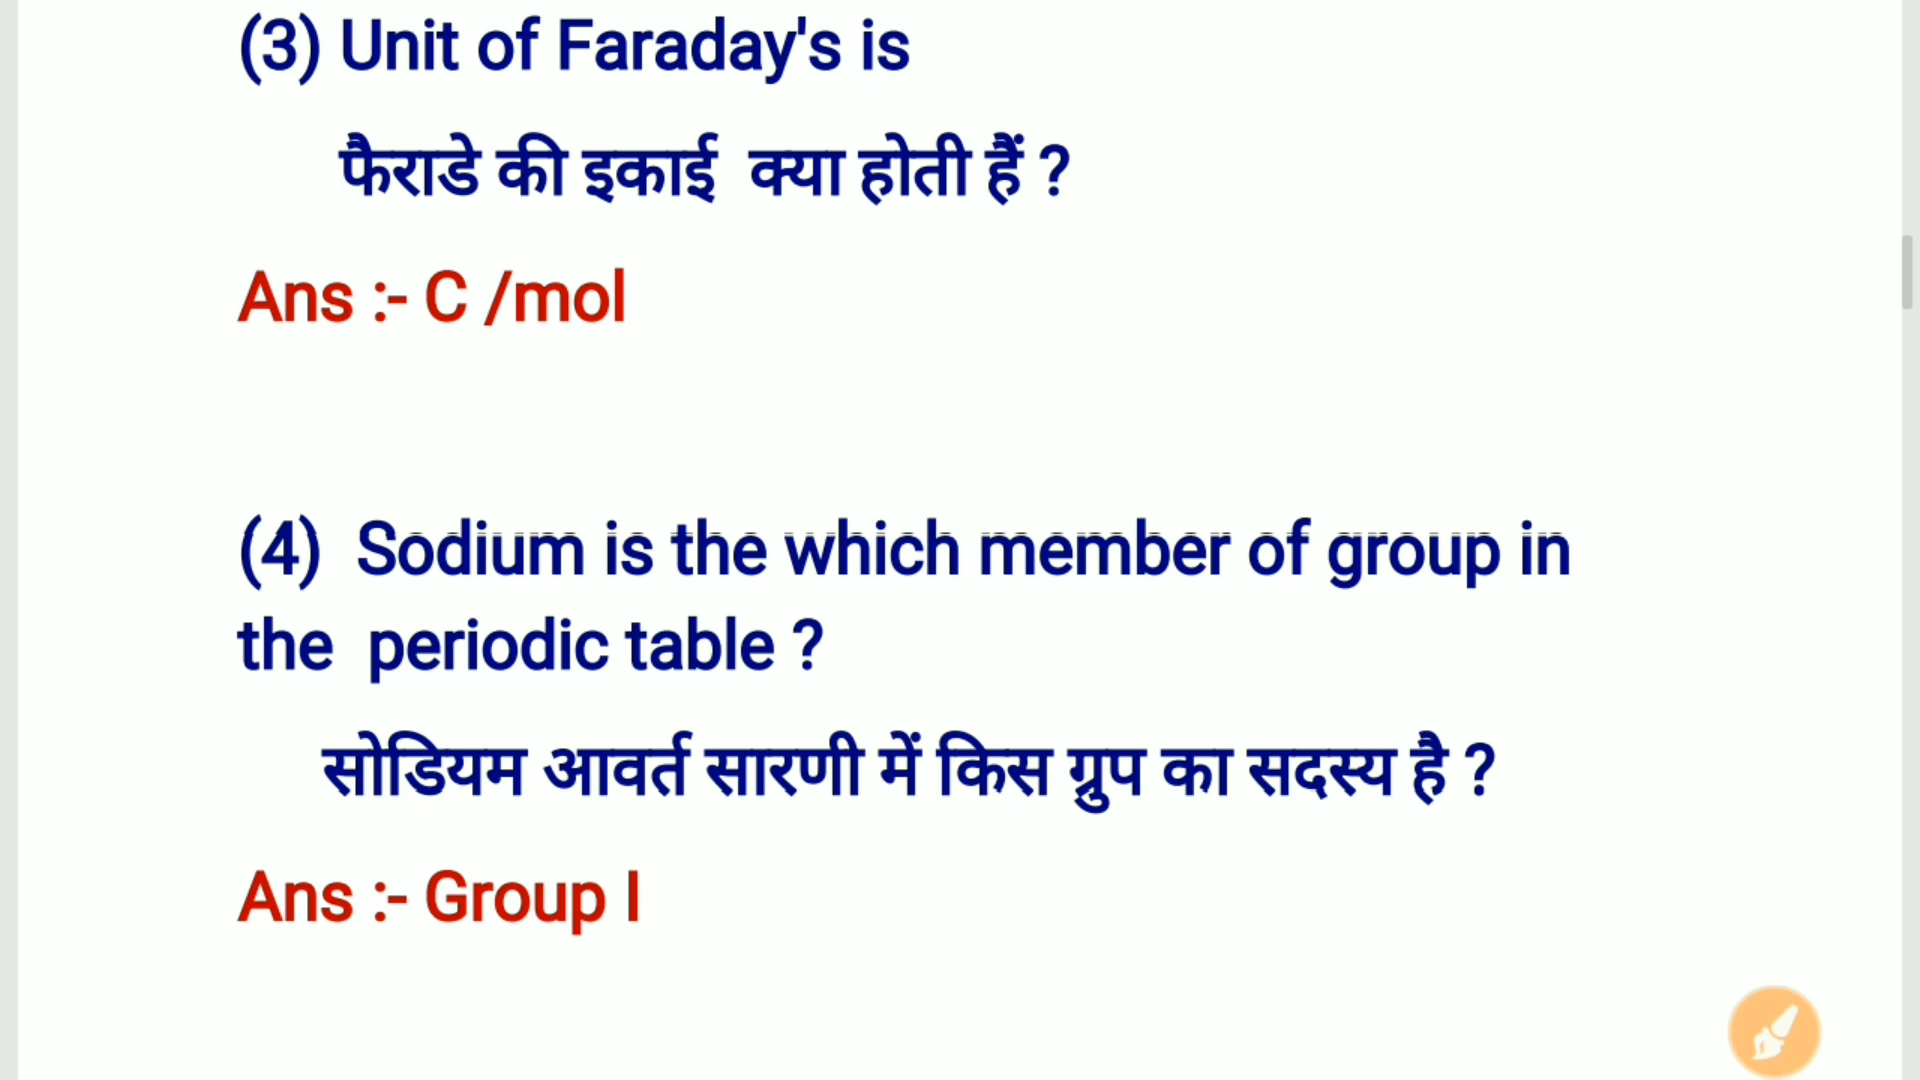 (3) Unit of Faraday's is
फैराडे की इकाई क्या होती हैं ?
Ans :- C /mol
(4) Sodium is the which member of group in
the periodic table ?
सोडियम आवर्त सारणी में किस ग्रुप का सदस्य है ?
Ans :- Group I